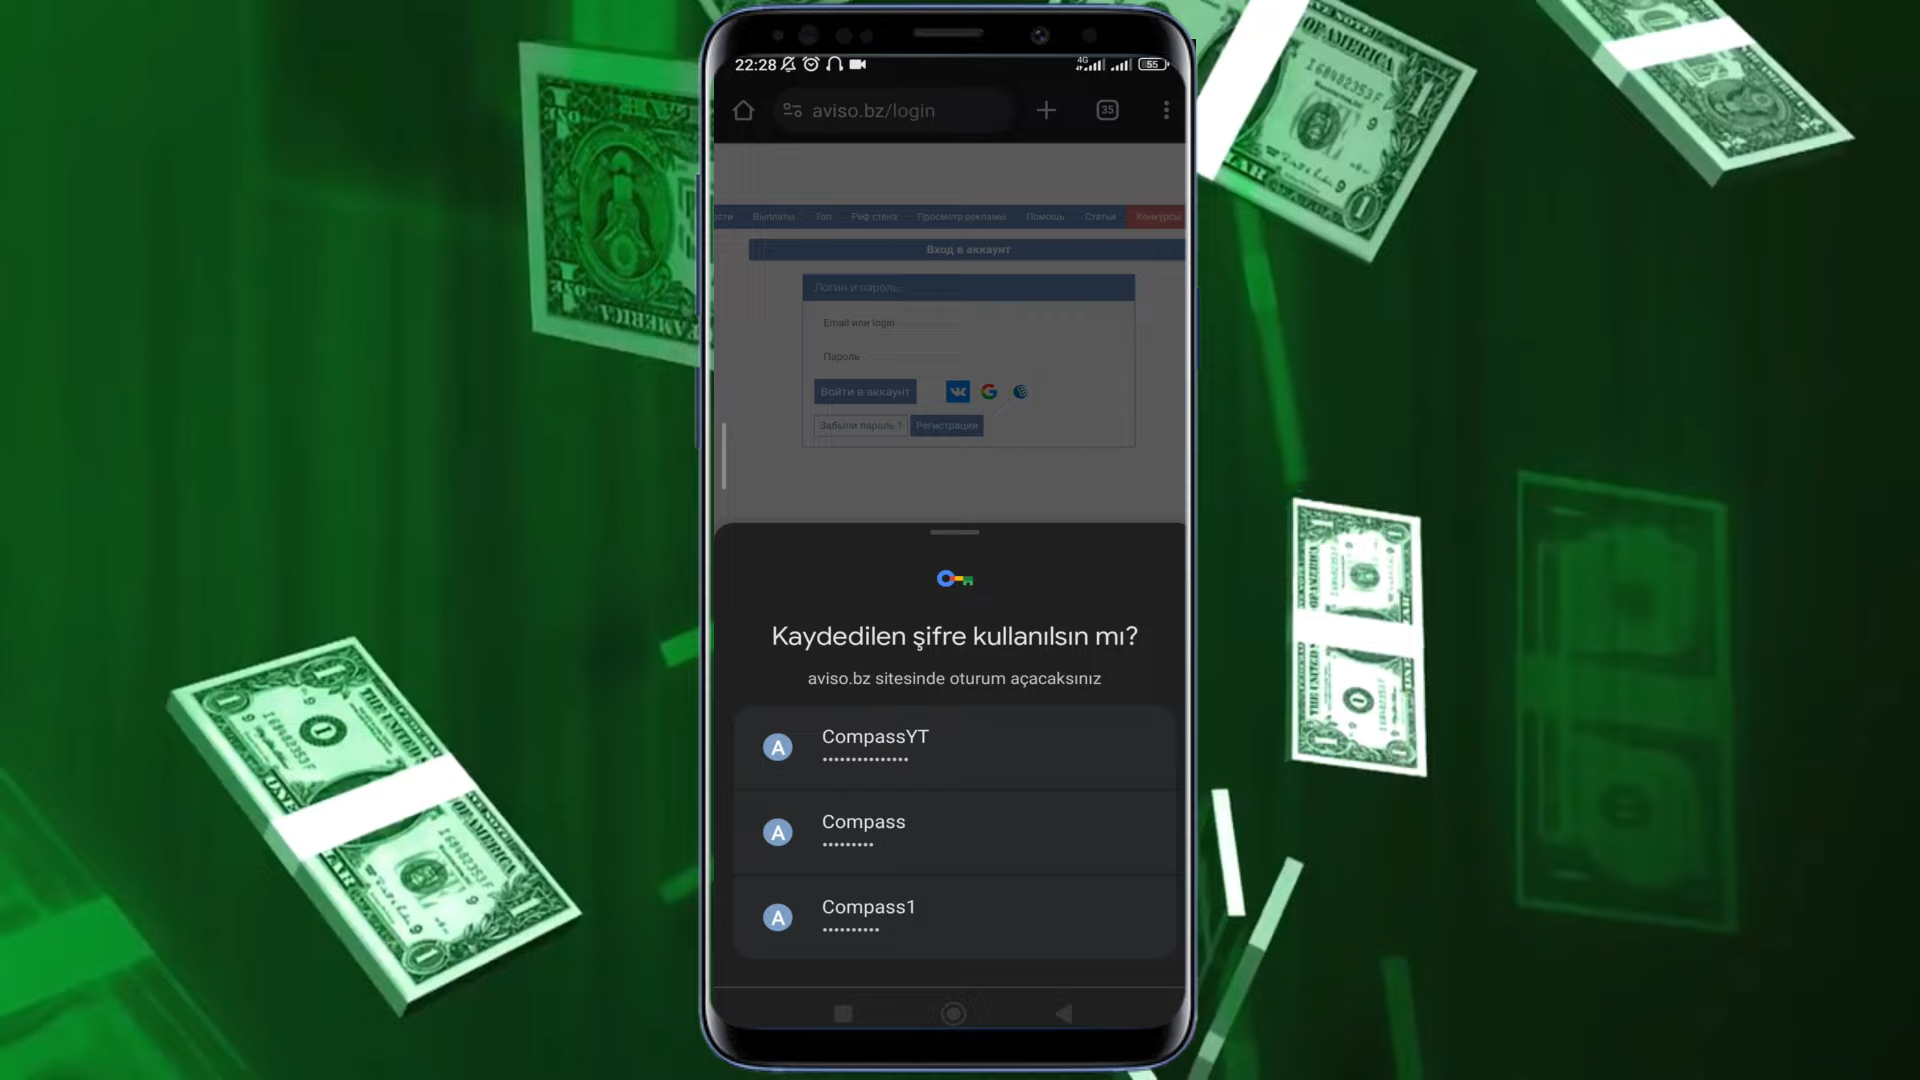 22:28
4G
55
aviso.bz/login
35
Выплаты Топ Реф стена Просмотр рекламы Помощь Статьи Конкурсы
Вход в аккаунт
Логин и пароль
Email или login
Пароль
Войти в аккаунт
Забыли пароль ? Регистрация
Kaydedilen şifre kullanılsın mı?
aviso.bz sitesinde oturum açacaksınız
A CompassYT
•••••••••••••••
A Compass
•••••••••
A Compass1
••••••••••